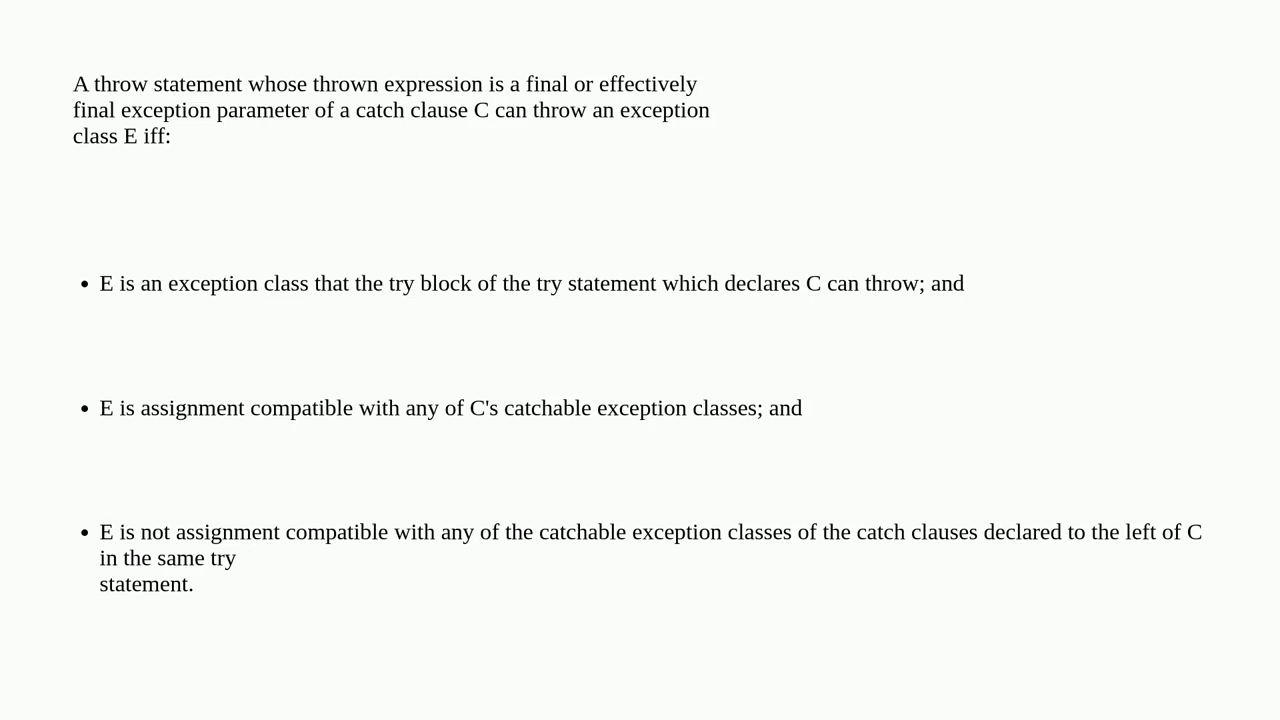 A throw statement whose thrown expression is a final or effectively
final exception parameter of a catch clause C can throw an exception
class E iff:
• E is an exception class that the try block of the try statement which declares C can throw; and
• E is assignment compatible with any of C's catchable exception classes; and
• E is not assignment compatible with any of the catchable exception classes of the catch clauses declared to the left of C
in the same try
statement.